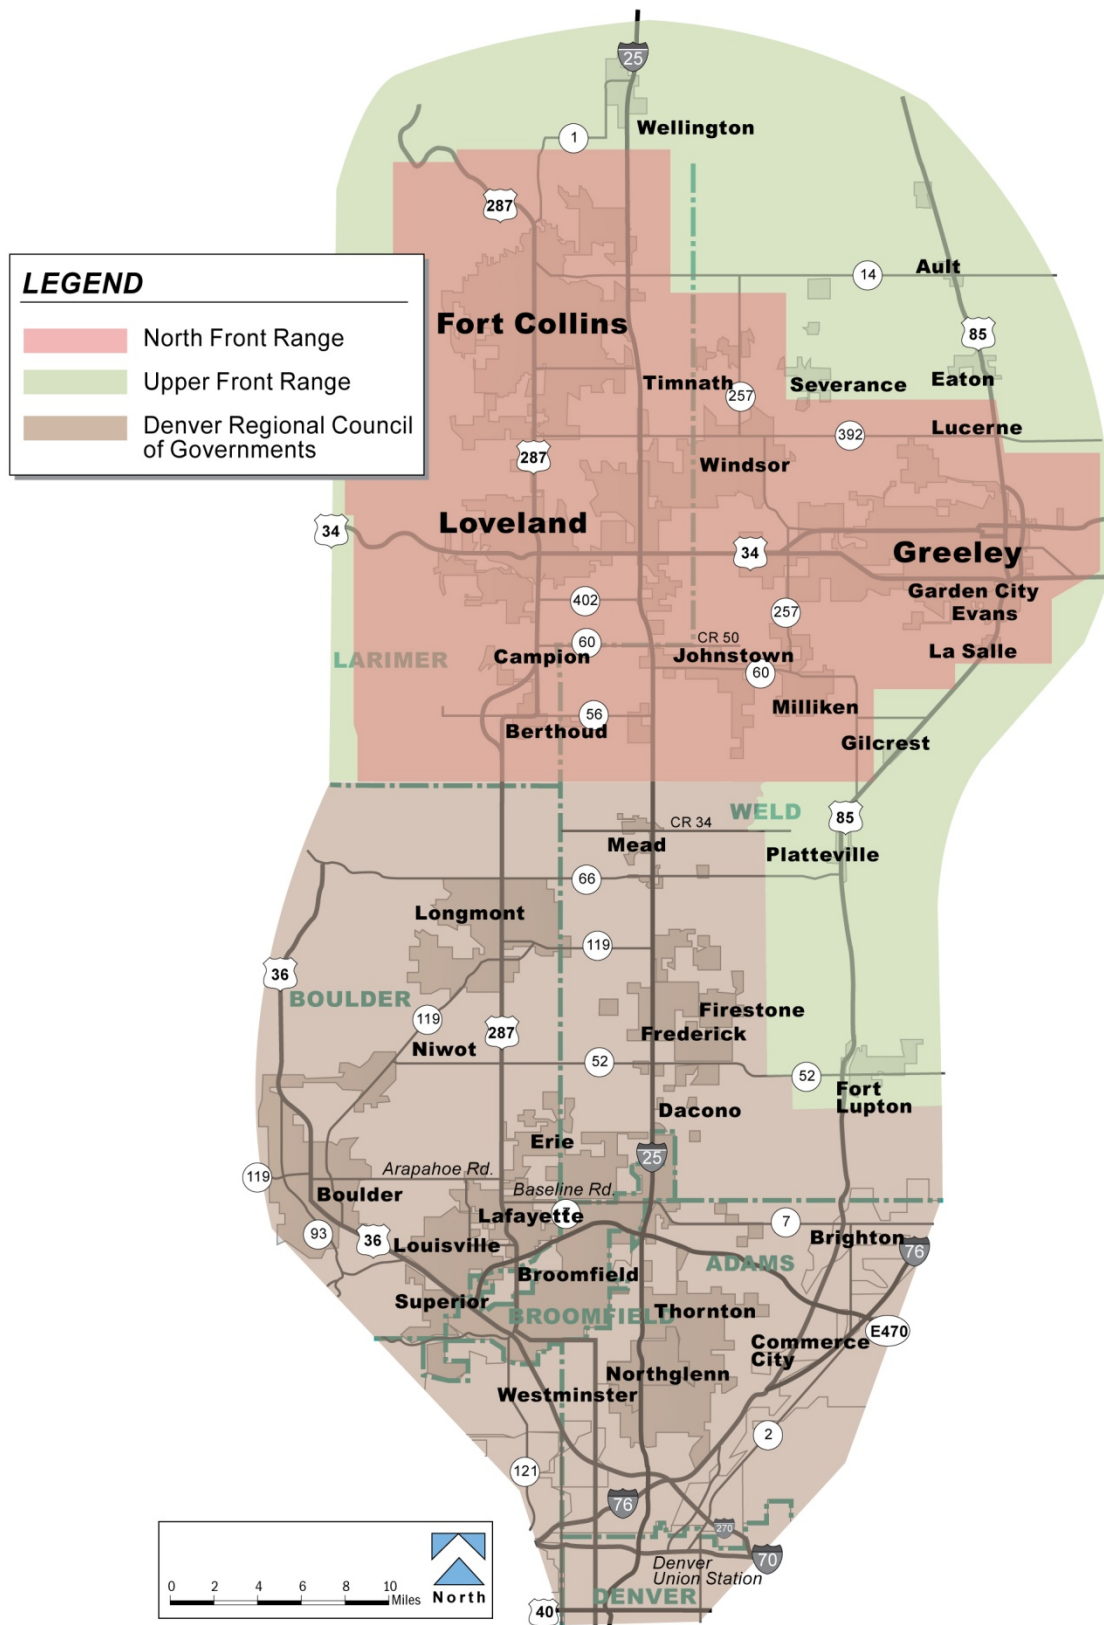 25
Wellington
1
287
LEGEND
North Front Range
Upper Front Range
Denver Regional Council
of Governments
14
Ault
Fort Collins
85
Timnath
Severance
Eaton
257
Lucerne
392
287
Windsor
Loveland
34
34
Greeley
402
Garden City
257
Evans
60
CR 50
La Salle
LARIMER
Campion
Johnstown
60
Milliken
56
Berthoud
Gilcrest
WELD
85
CR 34
Mead
Platteville
66
Longmont
119
36
BOULDER
Firestone
119
287
Frederick
Niwot
52
52
Fort
Lupton
Dacono
Erie
25
Arapahoe Rd.
119
Boulder
Baseline Rd.
Lafayette
7
93
36
Louisville
Brighton
76
ADAMS
Broomfield
Superior
BROOMFIELD
Thornton
E470
Commerce
City
Northglenn
Westminster
2
121
76
270
70
Denver
Union Station
DENVER
40
0 2 4 6 8 10
Miles
North